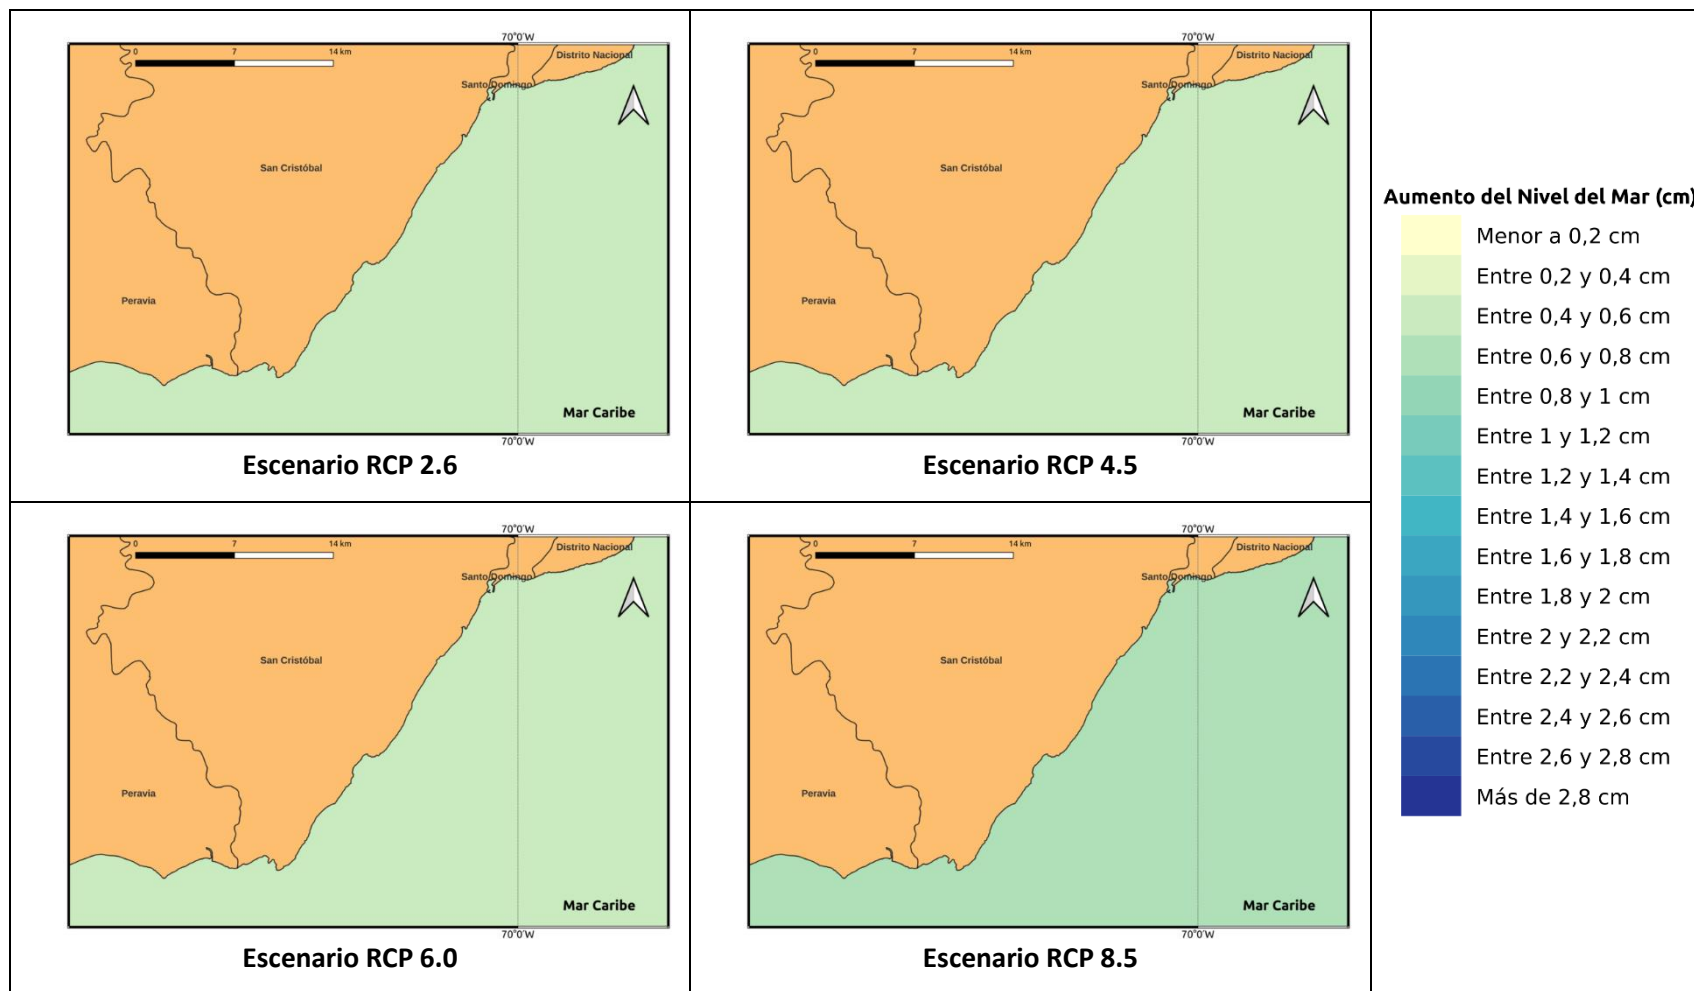 70°0'W
0 7 14 km
Distrito Nacional
Santo Domingo
San Cristóbal
Peravia
Mar Caribe
70°0'W
Escenario RCP 2.6
70°0'W
0 7 14 km
Distrito Nacional
Santo Domingo
San Cristóbal
Peravia
Mar Caribe
70°0'W
Escenario RCP 4.5
70°0'W
0 7 14 km
Distrito Nacional
Santo Domingo
San Cristóbal
Peravia
Mar Caribe
70°0'W
Escenario RCP 6.0
70°0'W
0 7 14 km
Distrito Nacional
Santo Domingo
San Cristóbal
Peravia
Mar Caribe
70°0'W
Escenario RCP 8.5
Aumento del Nivel del Mar (cm)
Menor a 0,2 cm
Entre 0,2 y 0,4 cm
Entre 0,4 y 0,6 cm
Entre 0,6 y 0,8 cm
Entre 0,8 y 1 cm
Entre 1 y 1,2 cm
Entre 1,2 y 1,4 cm
Entre 1,4 y 1,6 cm
Entre 1,6 y 1,8 cm
Entre 1,8 y 2 cm
Entre 2 y 2,2 cm
Entre 2,2 y 2,4 cm
Entre 2,4 y 2,6 cm
Entre 2,6 y 2,8 cm
Más de 2,8 cm